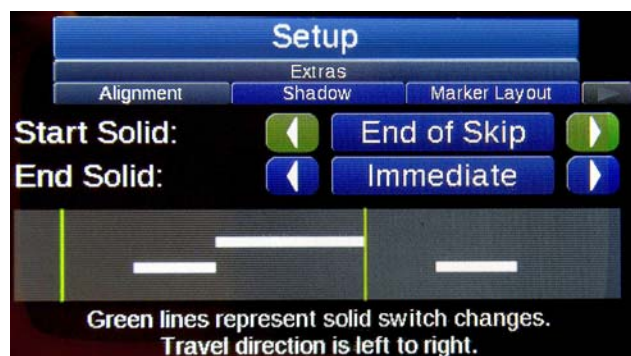 Setup
Extras
Alignment Shadow Marker Layout
Start Solid: End of Skip
End Solid: Immediate
Green lines represent solid switch changes.
Travel direction is left to right.